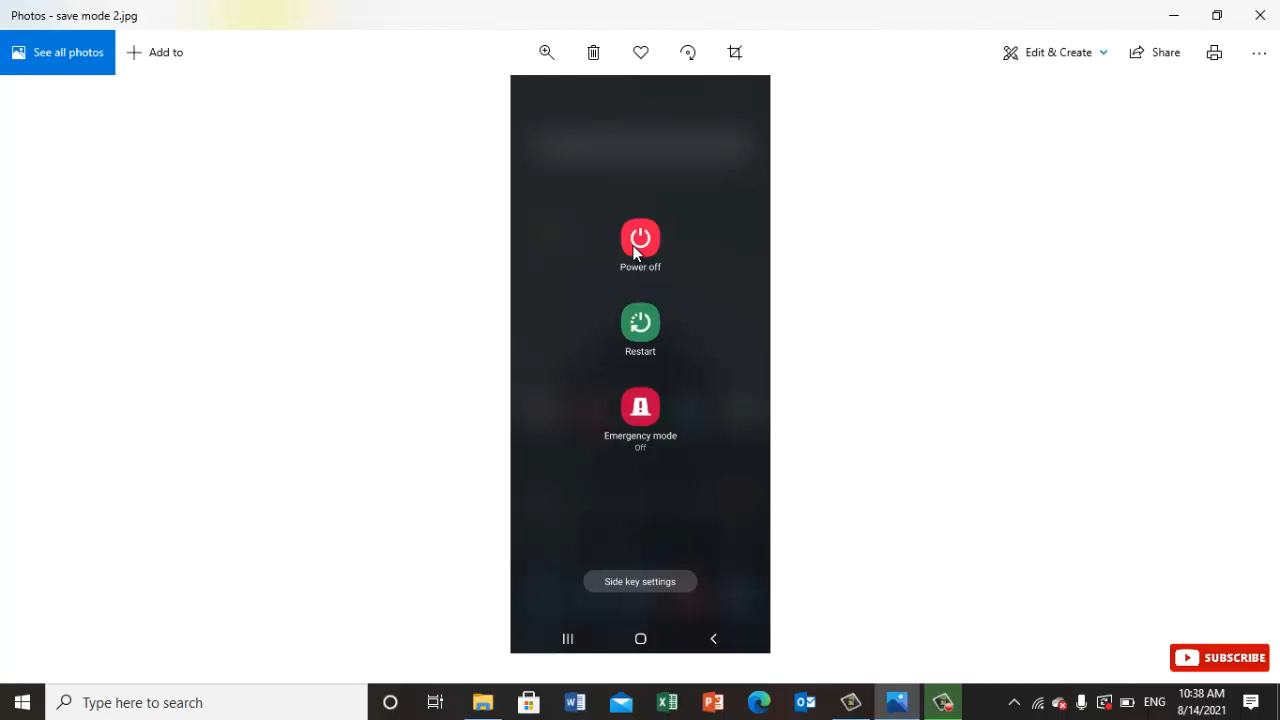 Photos - save mode 2.jpg
See all photos
Add to
Edit & Create
Share
Power off
Restart
Emergency mode
Off
Side key settings
SUBSCRIBE
Type here to search
ENG
10:38 AM
8/14/2021